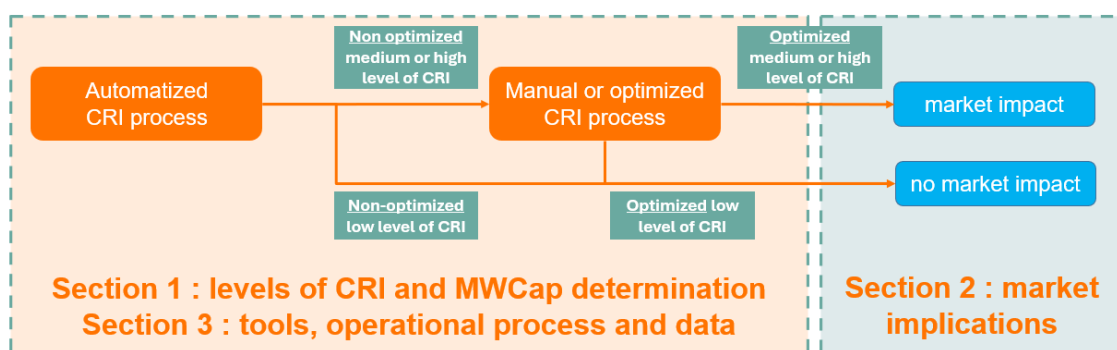 Non optimized
medium or high
level of CRI
Optimized
medium or high
level of CRI
Automatized
CRI process
Manual or optimized
CRI process
market impact
no market impact
Non-optimized
low level of CRI
Optimized low
level of CRI
Section 1 : levels of CRI and MWCap determination
Section 3 : tools, operational process and data
Section 2 : market
implications